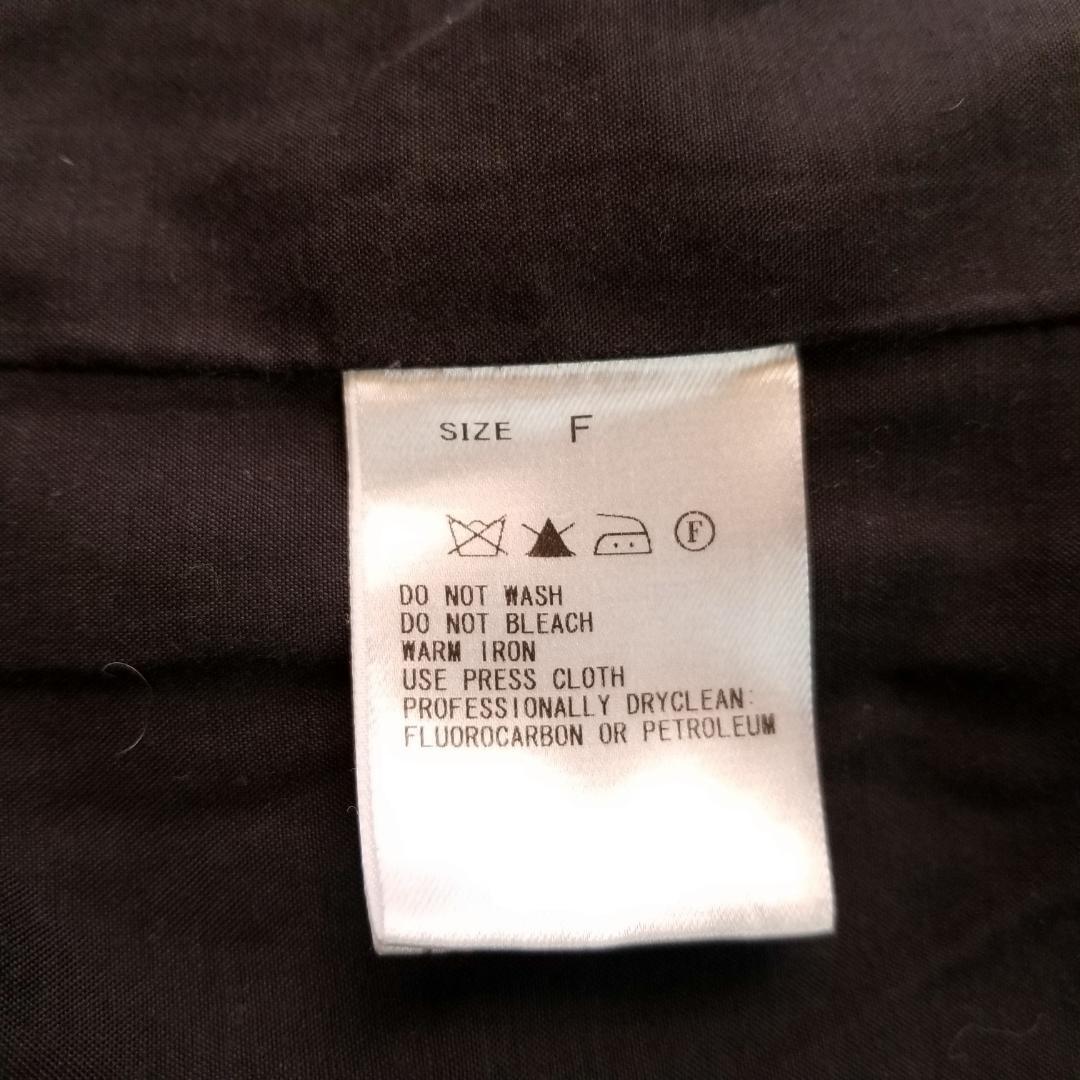 SIZE F
F
DO NOT WASH
DO NOT BLEACH
WARM IRON
USE PRESS CLOTH
PROFESSIONALLY DRYCLEAN:
FLUOROCARBON OR PETROLEUM